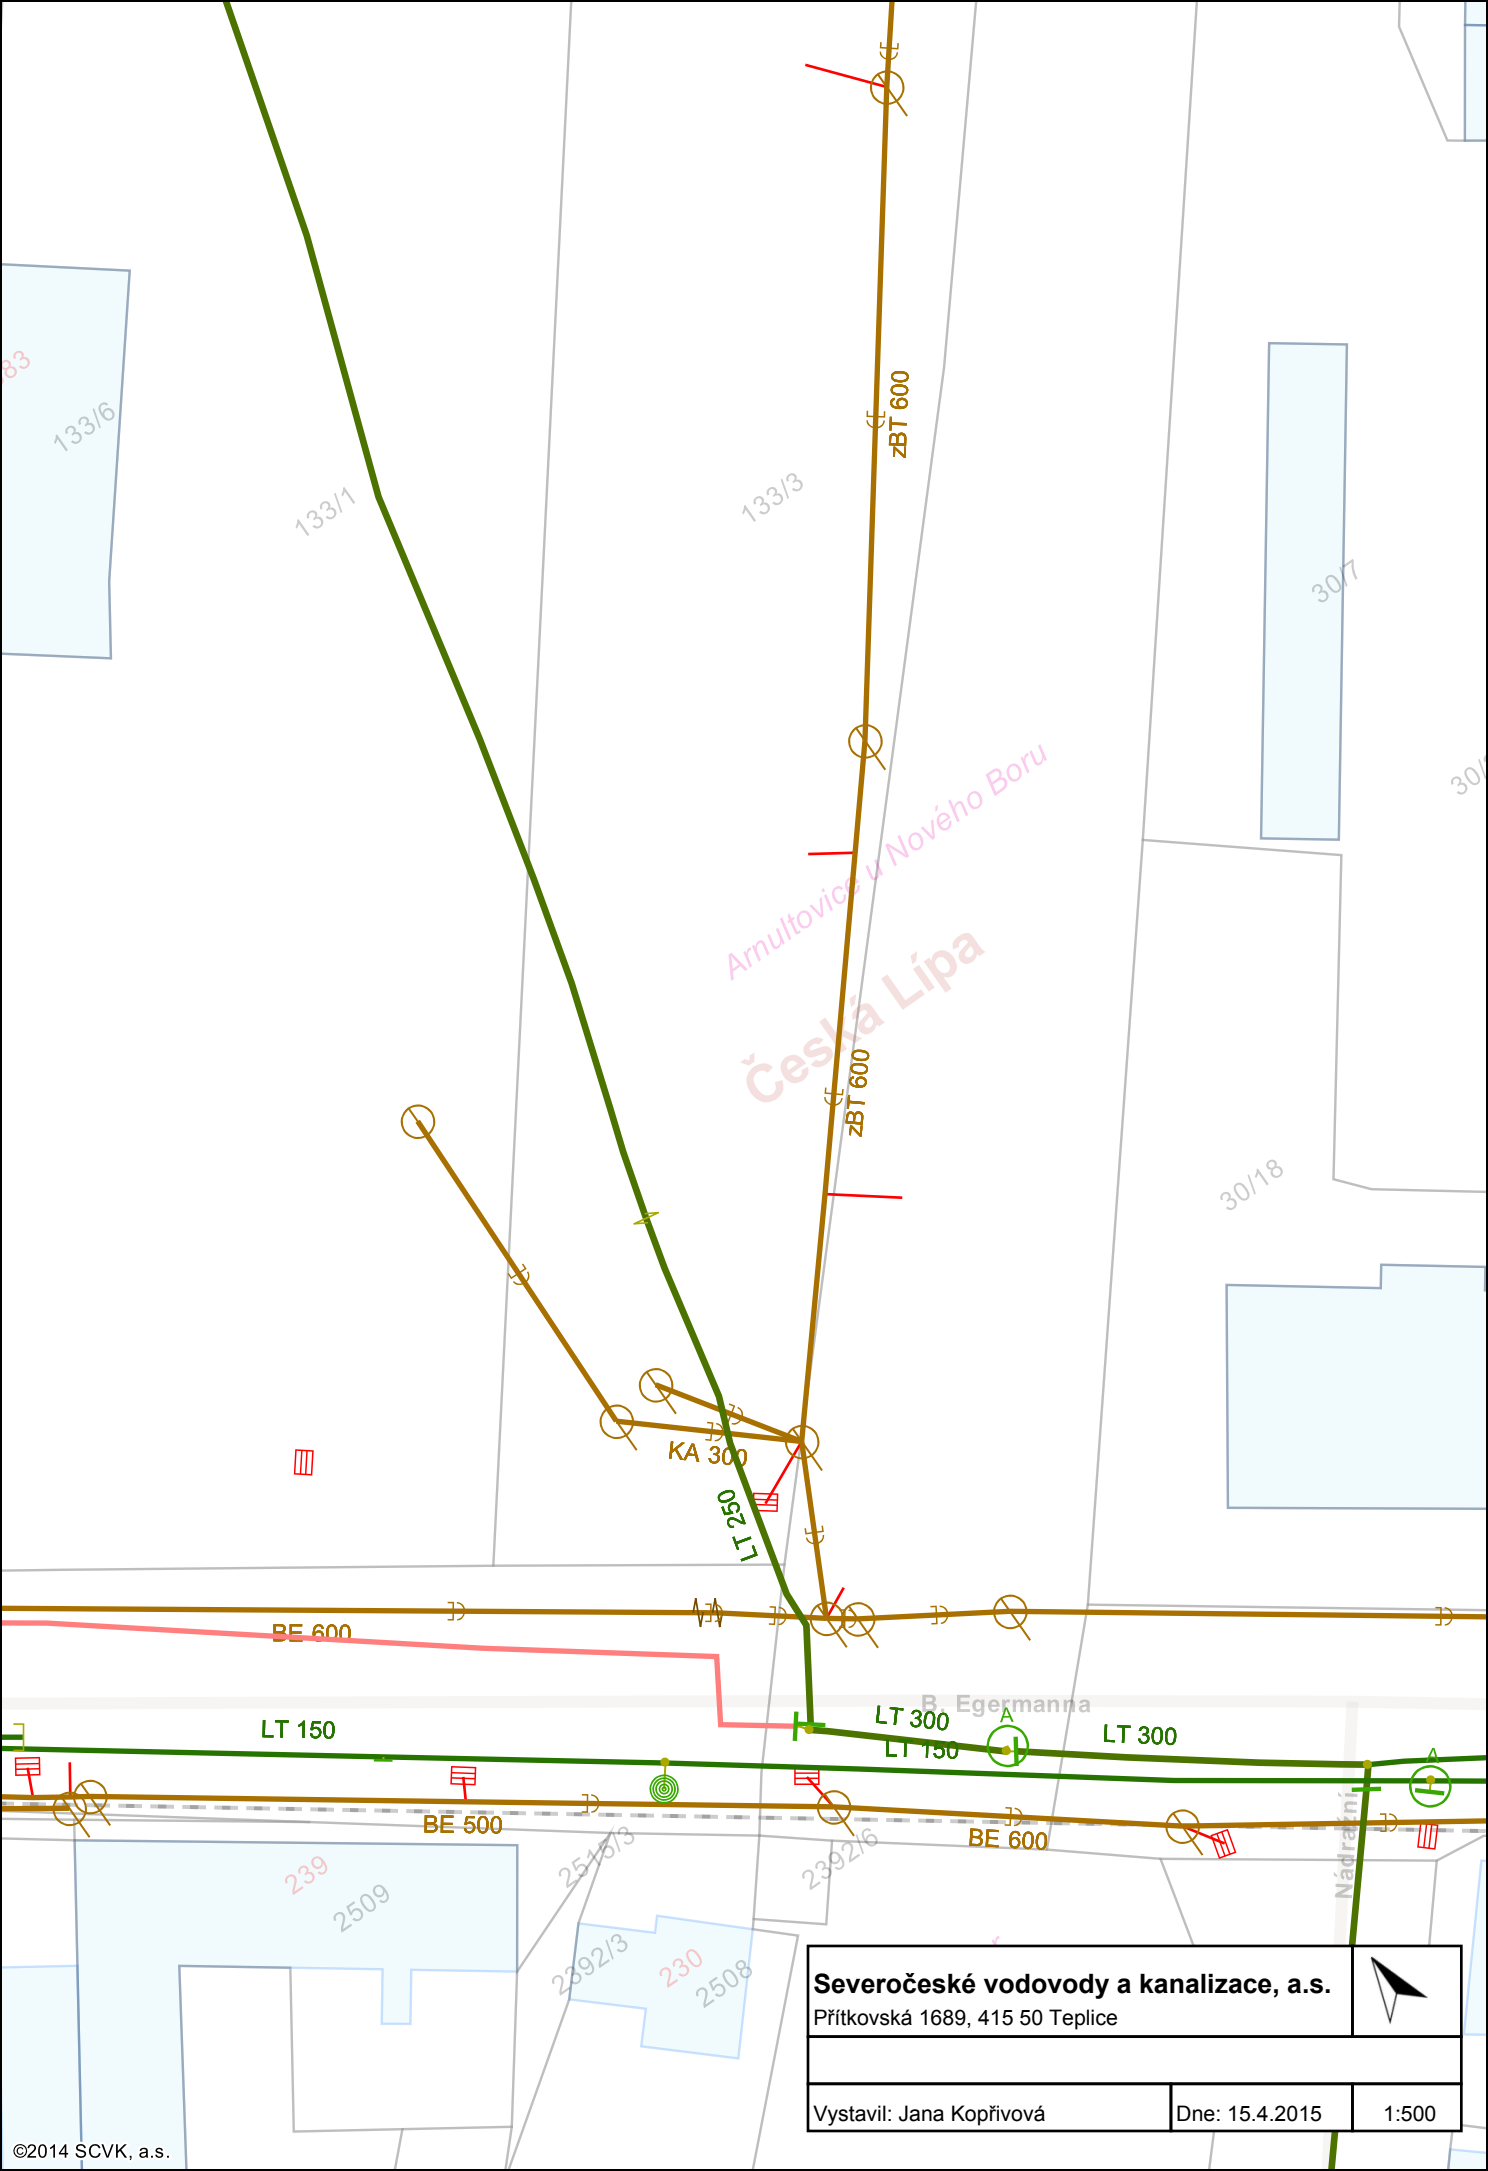 zBT 600
133/6
133/1
133/3
30/7
Arnultovice u Nového Boru
Česká Lípa
zBT 600
30/18
KA 300
LT 250
BE 600
B. Egermanna
LT 150
LT 300
A
LT 300
LT 150
A
BE 500
BE 600
Nádražní
239
2509
2515/3
2392/6
2392/3
230
2508
Severočeské vodovody a kanalizace, a.s.
Přítkovská 1689, 415 50 Teplice
Vystavil: Jana Kopřivová
Dne: 15.4.2015
1:500
©2014 SCVK, a.s.